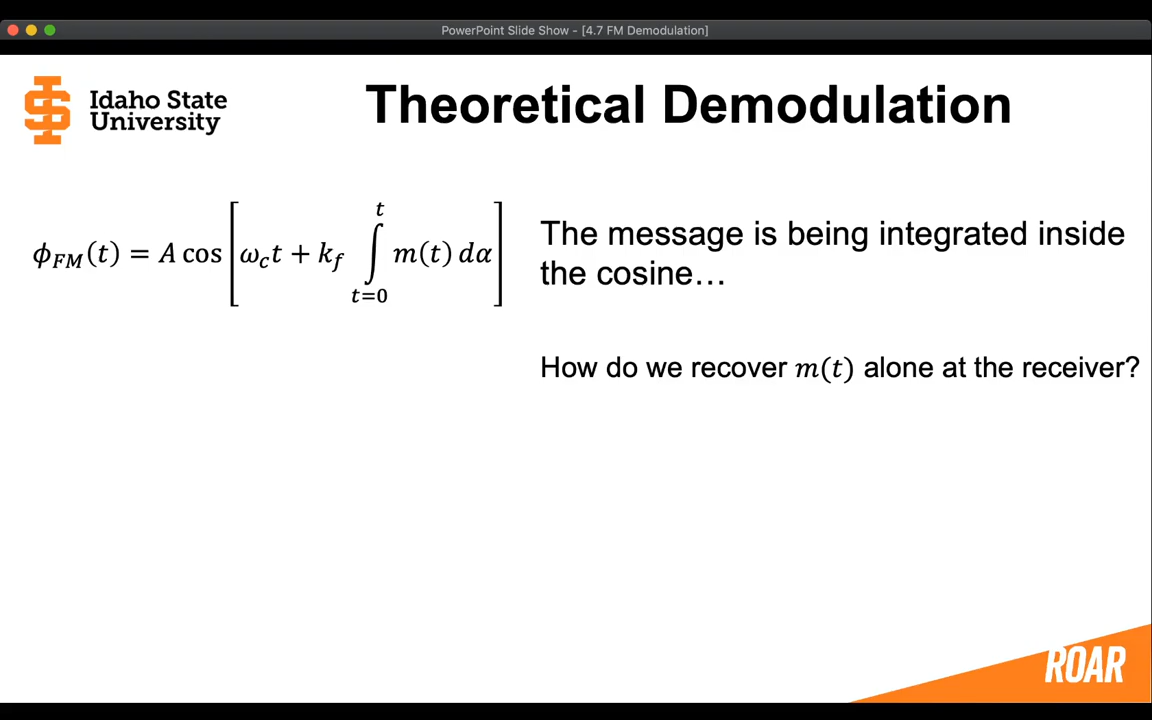 PowerPoint Slide Show - [4.7 FM Demodulation]
Idaho State
University
Theoretical Demodulation
ϕ_FM(t) = A cos [ω_c t + k_f ∫_{t=0}^{t} m(t) dα]
The message is being integrated inside
the cosine…
How do we recover m(t) alone at the receiver?
ROAR